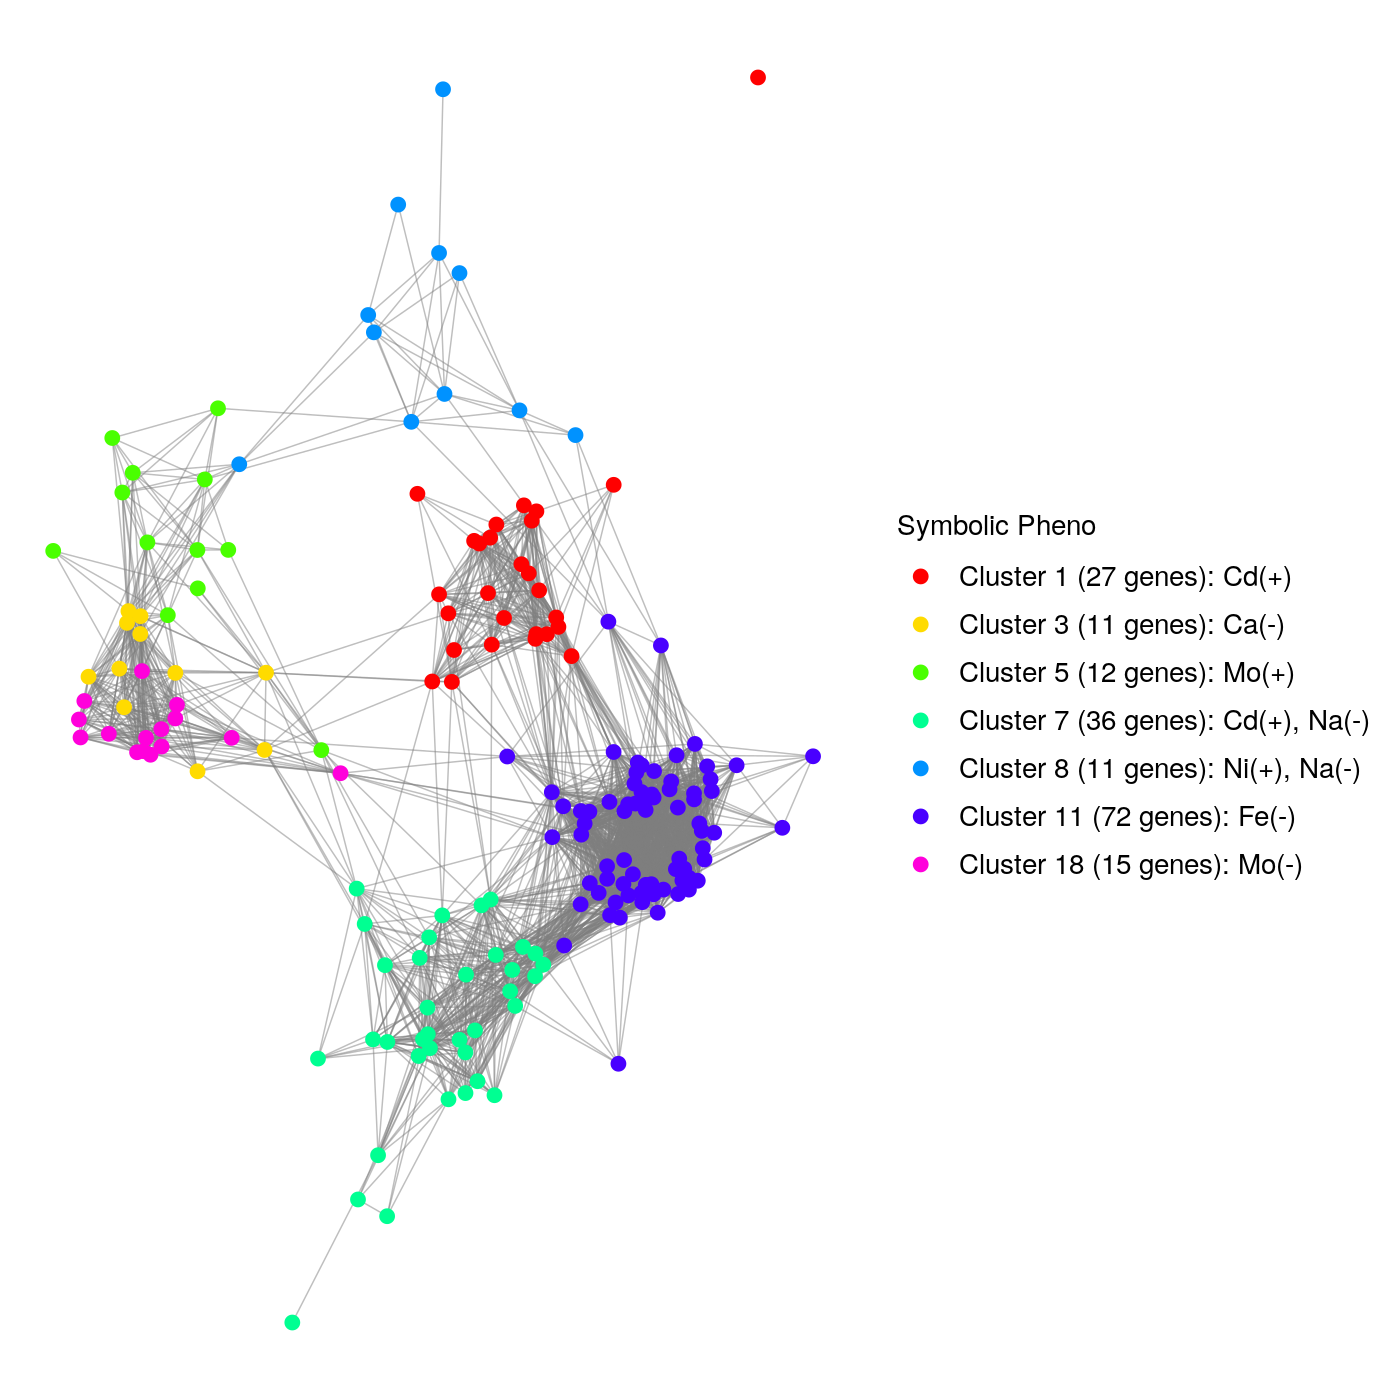 Symbolic Pheno
Cluster 1 (27 genes): Cd(+)
Cluster 3 (11 genes): Ca(-)
Cluster 5 (12 genes): Mo(+)
Cluster 7 (36 genes): Cd(+), Na(-)
Cluster 8 (11 genes): Ni(+), Na(-)
Cluster 11 (72 genes): Fe(-)
Cluster 18 (15 genes): Mo(-)